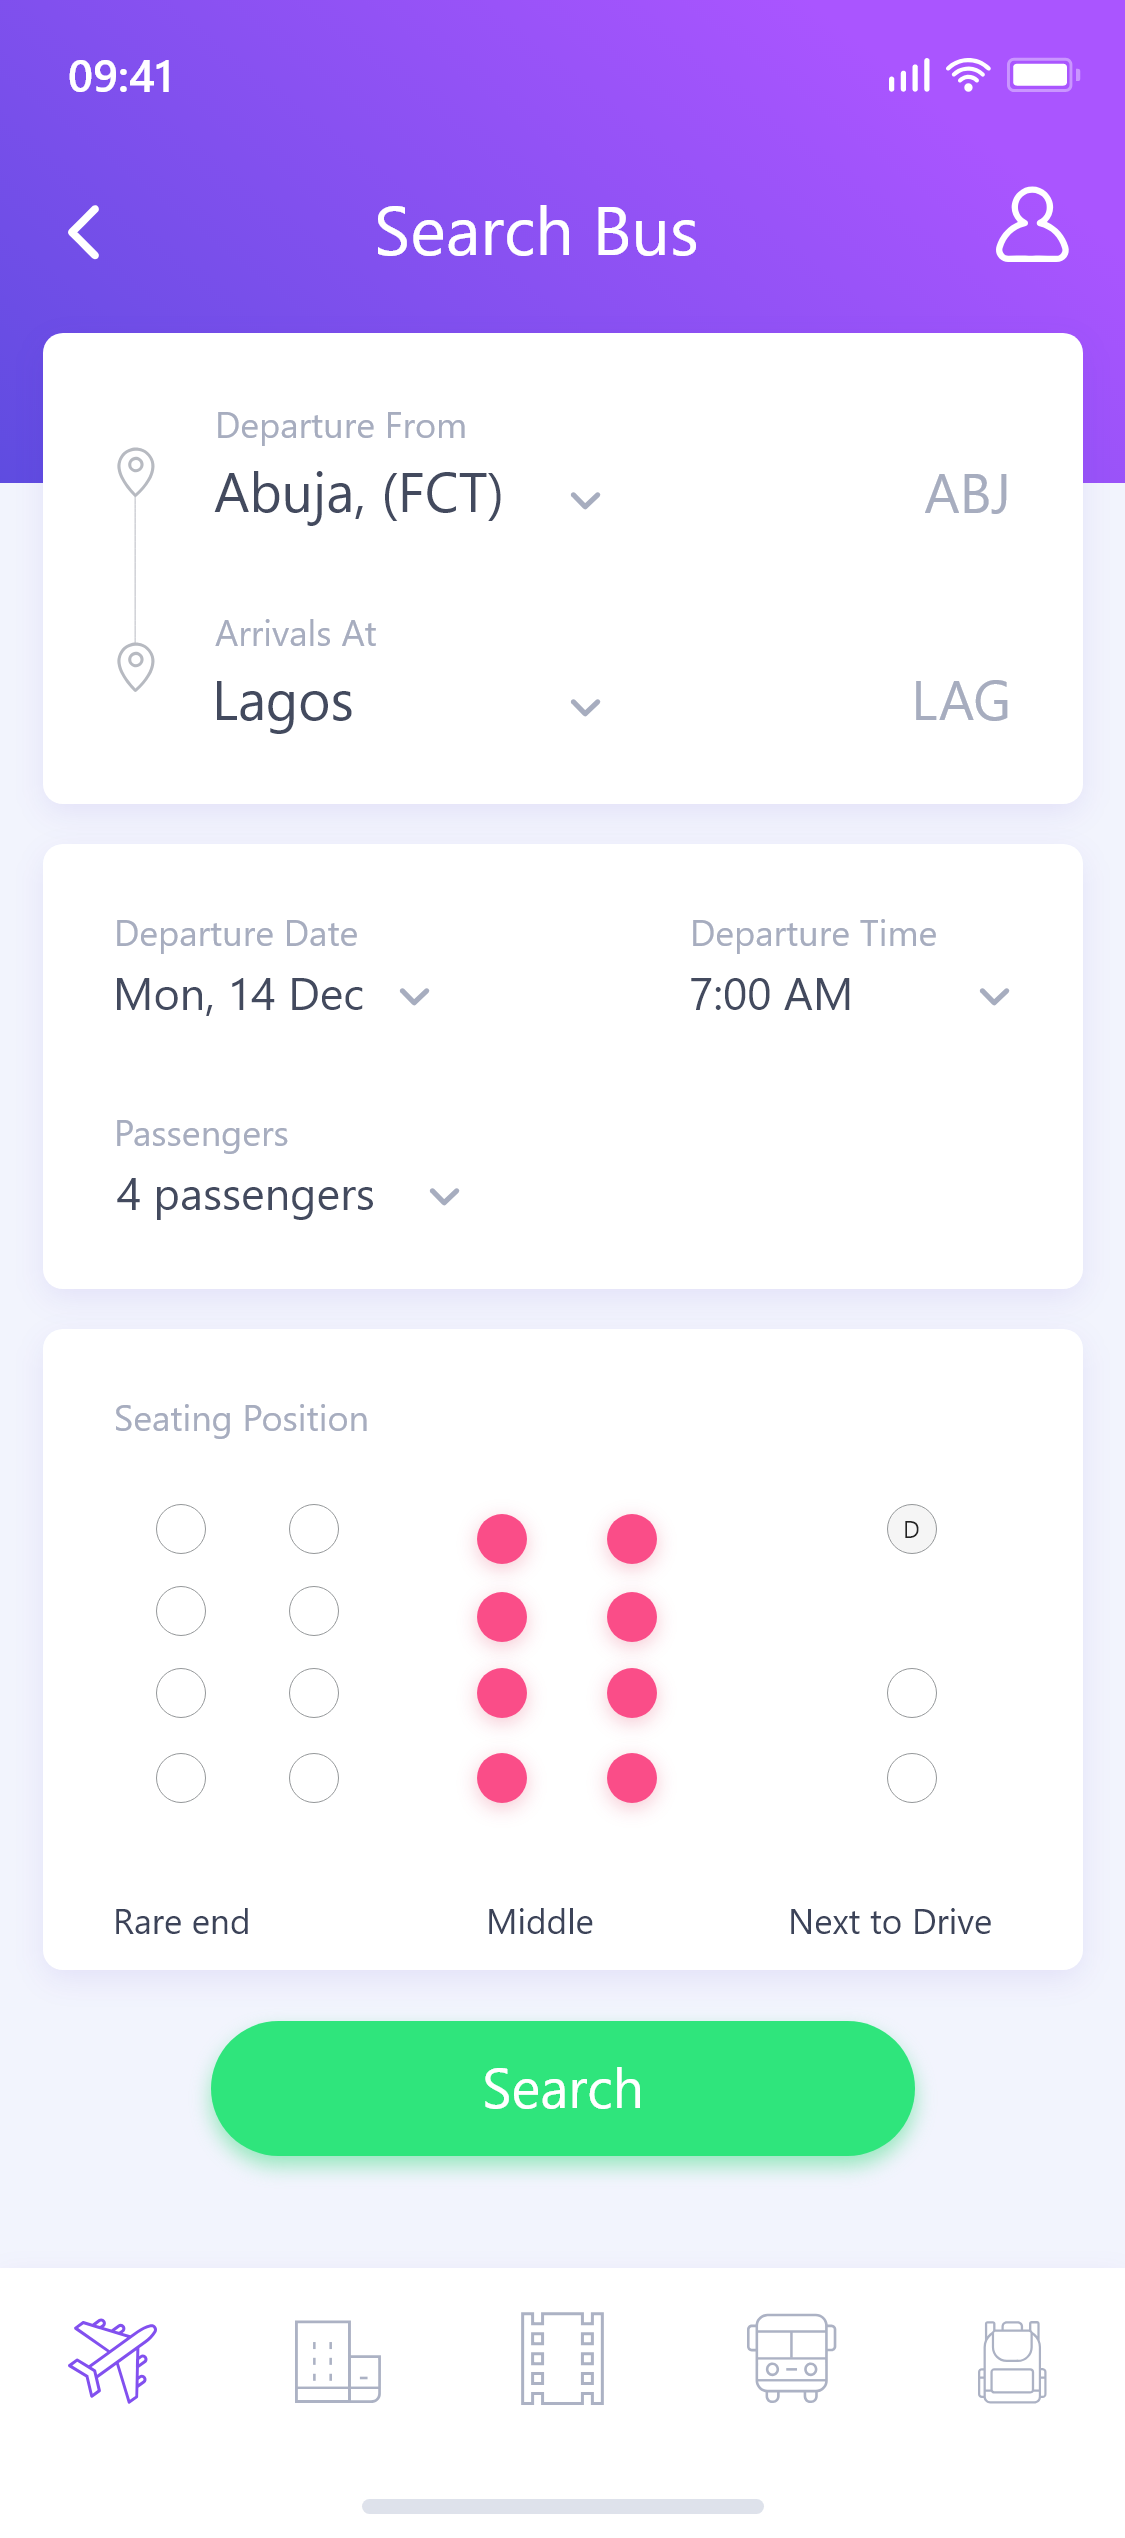 09:41
Search Bus
Departure From
Abuja, (FCT)
ABJ
Arrivals At
Lagos
LAG
Departure Date
Departure Time
Mon, 14 Dec
7:00 AM
Passengers
4 passengers
Seating Position
D
Rare end
Middle
Next to Drive
Search